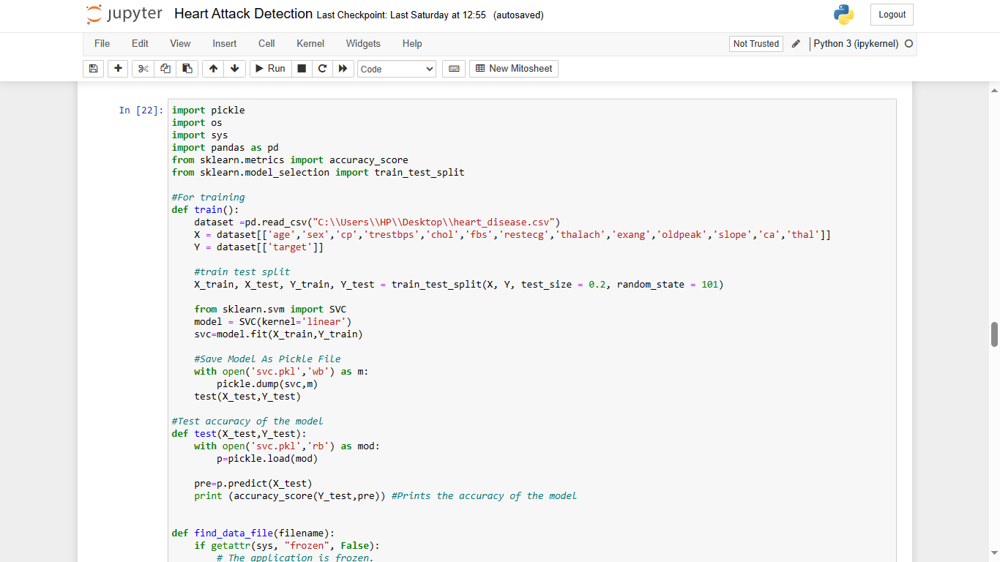 jupyter Heart Attack Detection Last Checkpoint: Last Saturday at 12:55 (autosaved)
Logout
File Edit View Insert Cell Kernel Widgets Help
Not Trusted
Python 3 (ipykernel)
Run
Code
New Mitosheet
In [22]:
import pickle
import os
import sys
import pandas as pd
from sklearn.metrics import accuracy_score
from sklearn.model_selection import train_test_split
#For training
def train():
    dataset =pd.read_csv("C:\\Users\\HP\\Desktop\\heart_disease.csv")
    X = dataset[['age','sex','cp','trestbps','chol','fbs','restecg','thalach','exang','oldpeak','slope','ca','thal']]
    Y = dataset[['target']]
    #train test split
    X_train, X_test, Y_train, Y_test = train_test_split(X, Y, test_size = 0.2, random_state = 101)
    from sklearn.svm import SVC
    model = SVC(kernel='linear')
    svc=model.fit(X_train,Y_train)
    #Save Model As Pickle File
    with open('svc.pkl','wb') as m:
        pickle.dump(svc,m)
    test(X_test,Y_test)
#Test accuracy of the model
def test(X_test,Y_test):
    with open('svc.pkl','rb') as mod:
        p=pickle.load(mod)
    pre=p.predict(X_test)
    print (accuracy_score(Y_test,pre)) #Prints the accuracy of the model
def find_data_file(filename):
    if getattr(sys, "frozen", False):
        # The application is frozen.